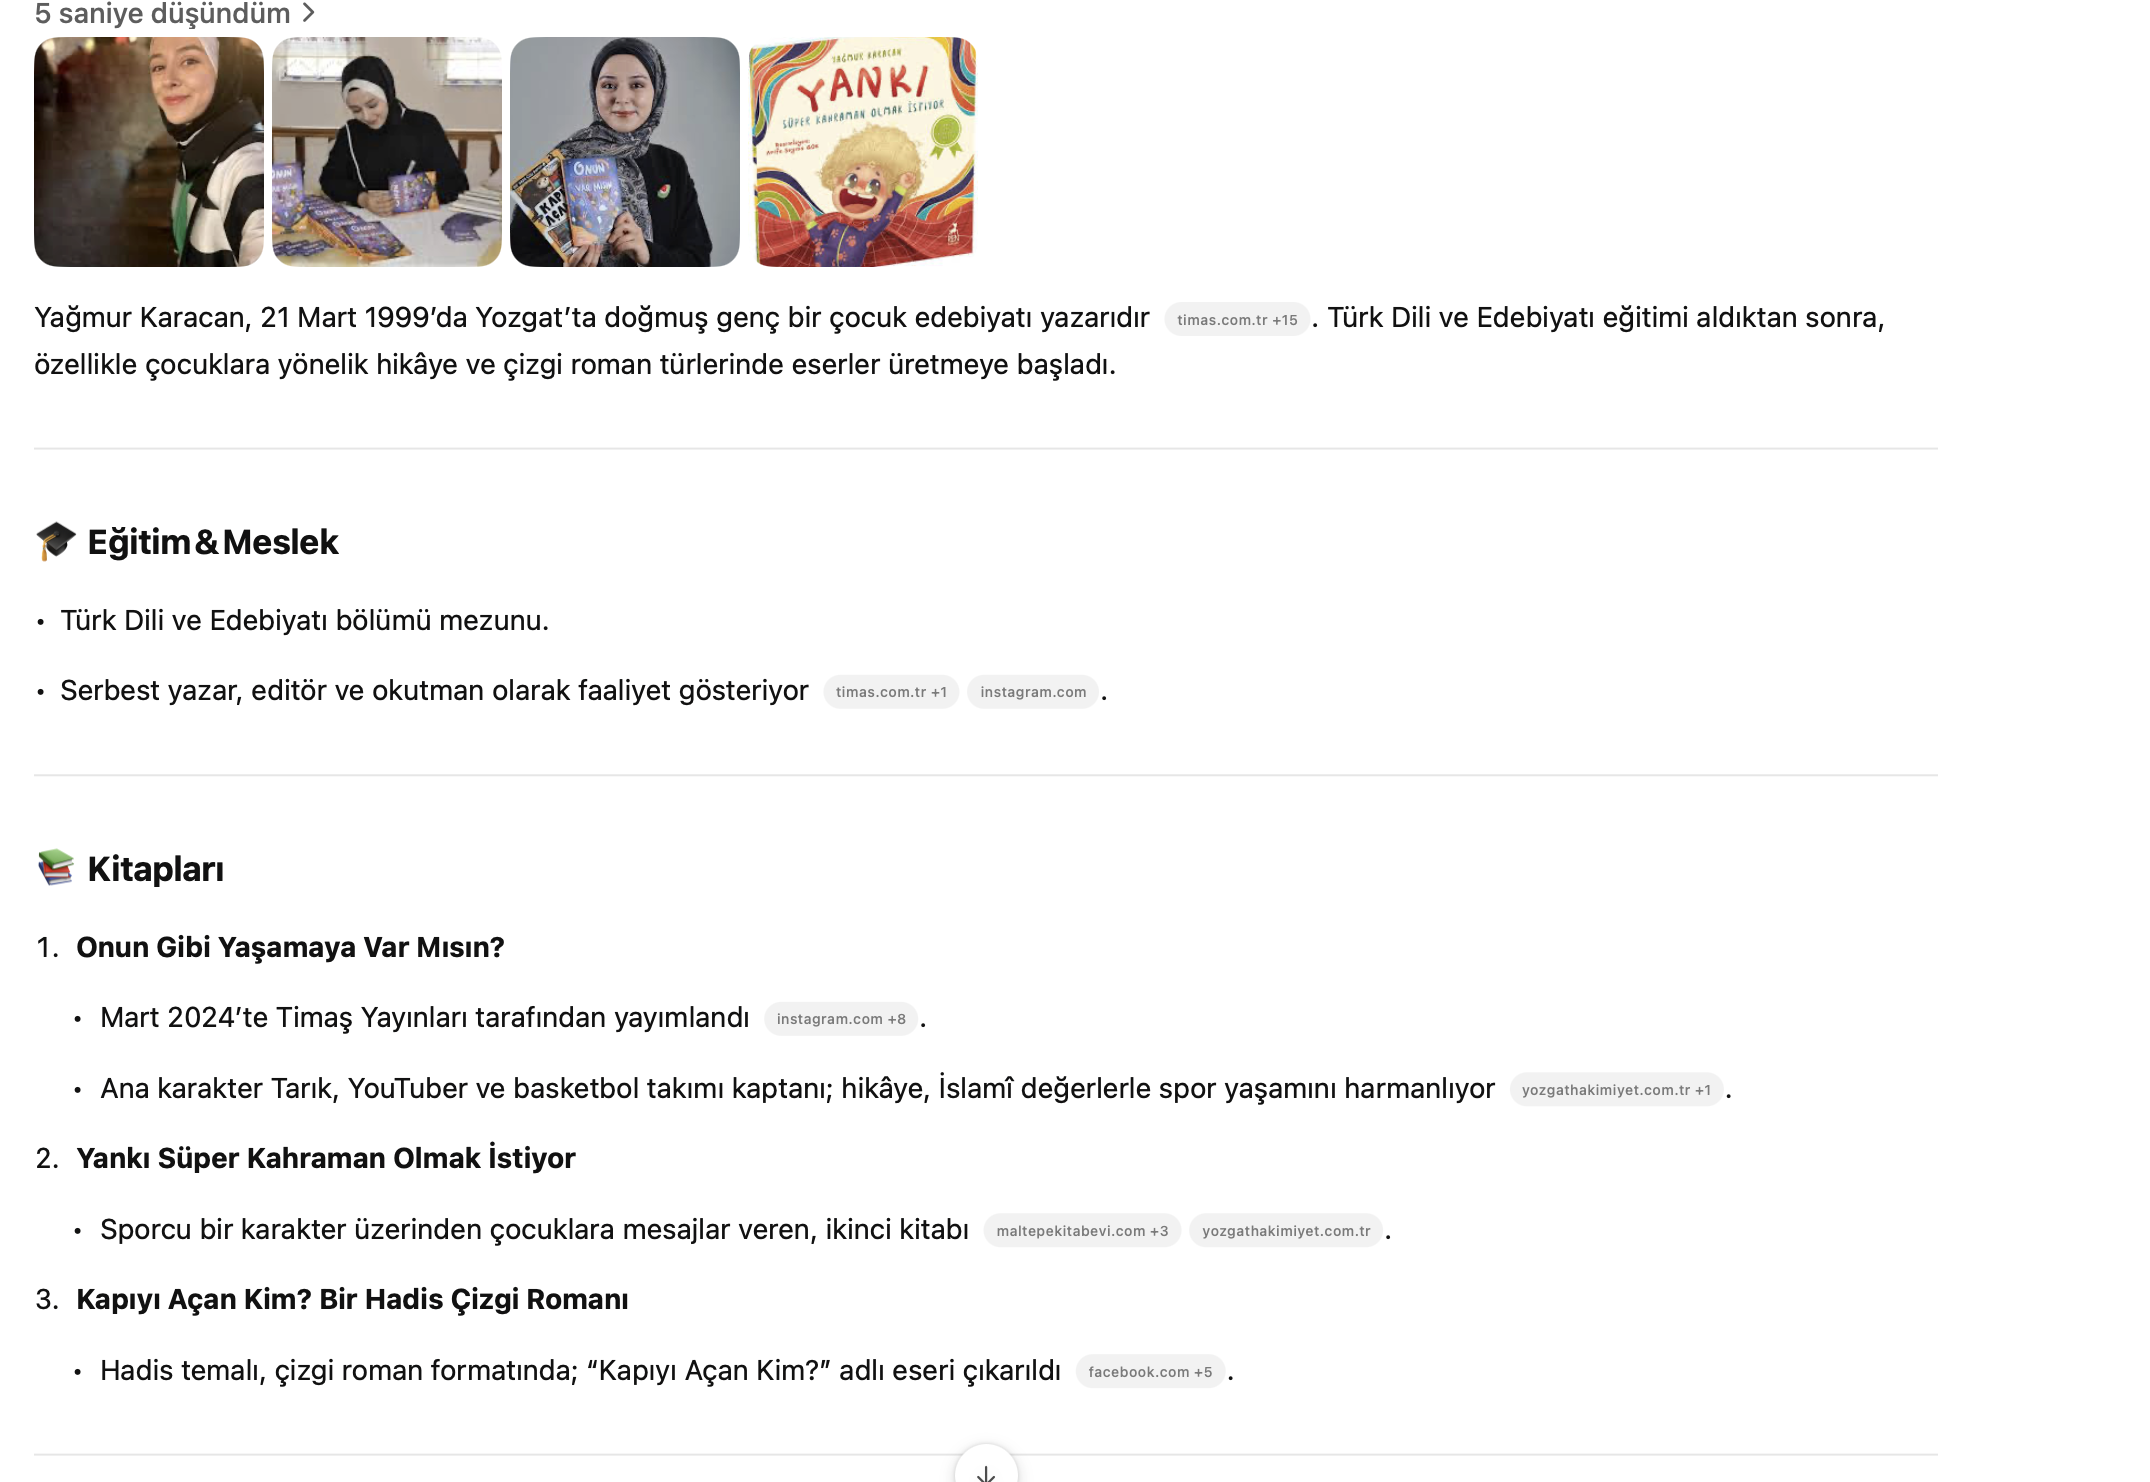 5 saniye düşündüm >
ONUN
ONUN
KAPI
AÇAN
ONUN
VAR MISIN
YAĞMUR KARACAN
YANKI
SÜPER KAHRAMAN OLMAK İSTİYOR
Yağmur Karacan, 21 Mart 1999’da Yozgat’ta doğmuş genç bir çocuk edebiyatı yazarıdır timas.com.tr +15 . Türk Dili ve Edebiyatı eğitimi aldıktan sonra,
özellikle çocuklara yönelik hikâye ve çizgi roman türlerinde eserler üretmeye başladı.
🎓 Eğitim & Meslek
• Türk Dili ve Edebiyatı bölümü mezunu.
• Serbest yazar, editör ve okutman olarak faaliyet gösteriyor timas.com.tr +1 instagram.com .
📚 Kitapları
1. Onun Gibi Yaşamaya Var Mısın?
• Mart 2024’te Timaş Yayınları tarafından yayımlandı instagram.com +8 .
• Ana karakter Tarık, YouTuber ve basketbol takımı kaptanı; hikâye, İslamî değerlerle spor yaşamını harmanlıyor yozgathakimiyet.com.tr +1 .
2. Yankı Süper Kahraman Olmak İstiyor
• Sporcu bir karakter üzerinden çocuklara mesajlar veren, ikinci kitabı maltepekitabevi.com +3 yozgathakimiyet.com.tr .
3. Kapıyı Açan Kim? Bir Hadis Çizgi Romanı
• Hadis temalı, çizgi roman formatında; “Kapıyı Açan Kim?” adlı eseri çıkarıldı facebook.com +5 .